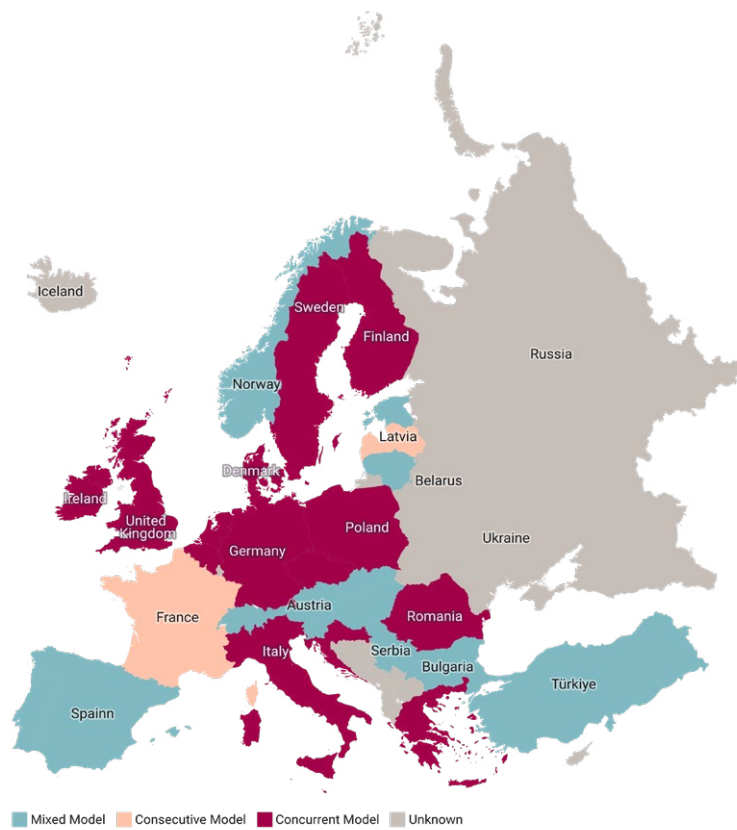 Iceland
Sweden
Finland
Russia
Norway
Latvia
Denmark
Belarus
Ireland
United
Kingdom
Poland
Ukraine
Germany
Austria
France
Romania
Italy
Serbia
Bulgaria
Türkiye
Spainn
Mixed Model Consecutive Model Concurrent Model Unknown